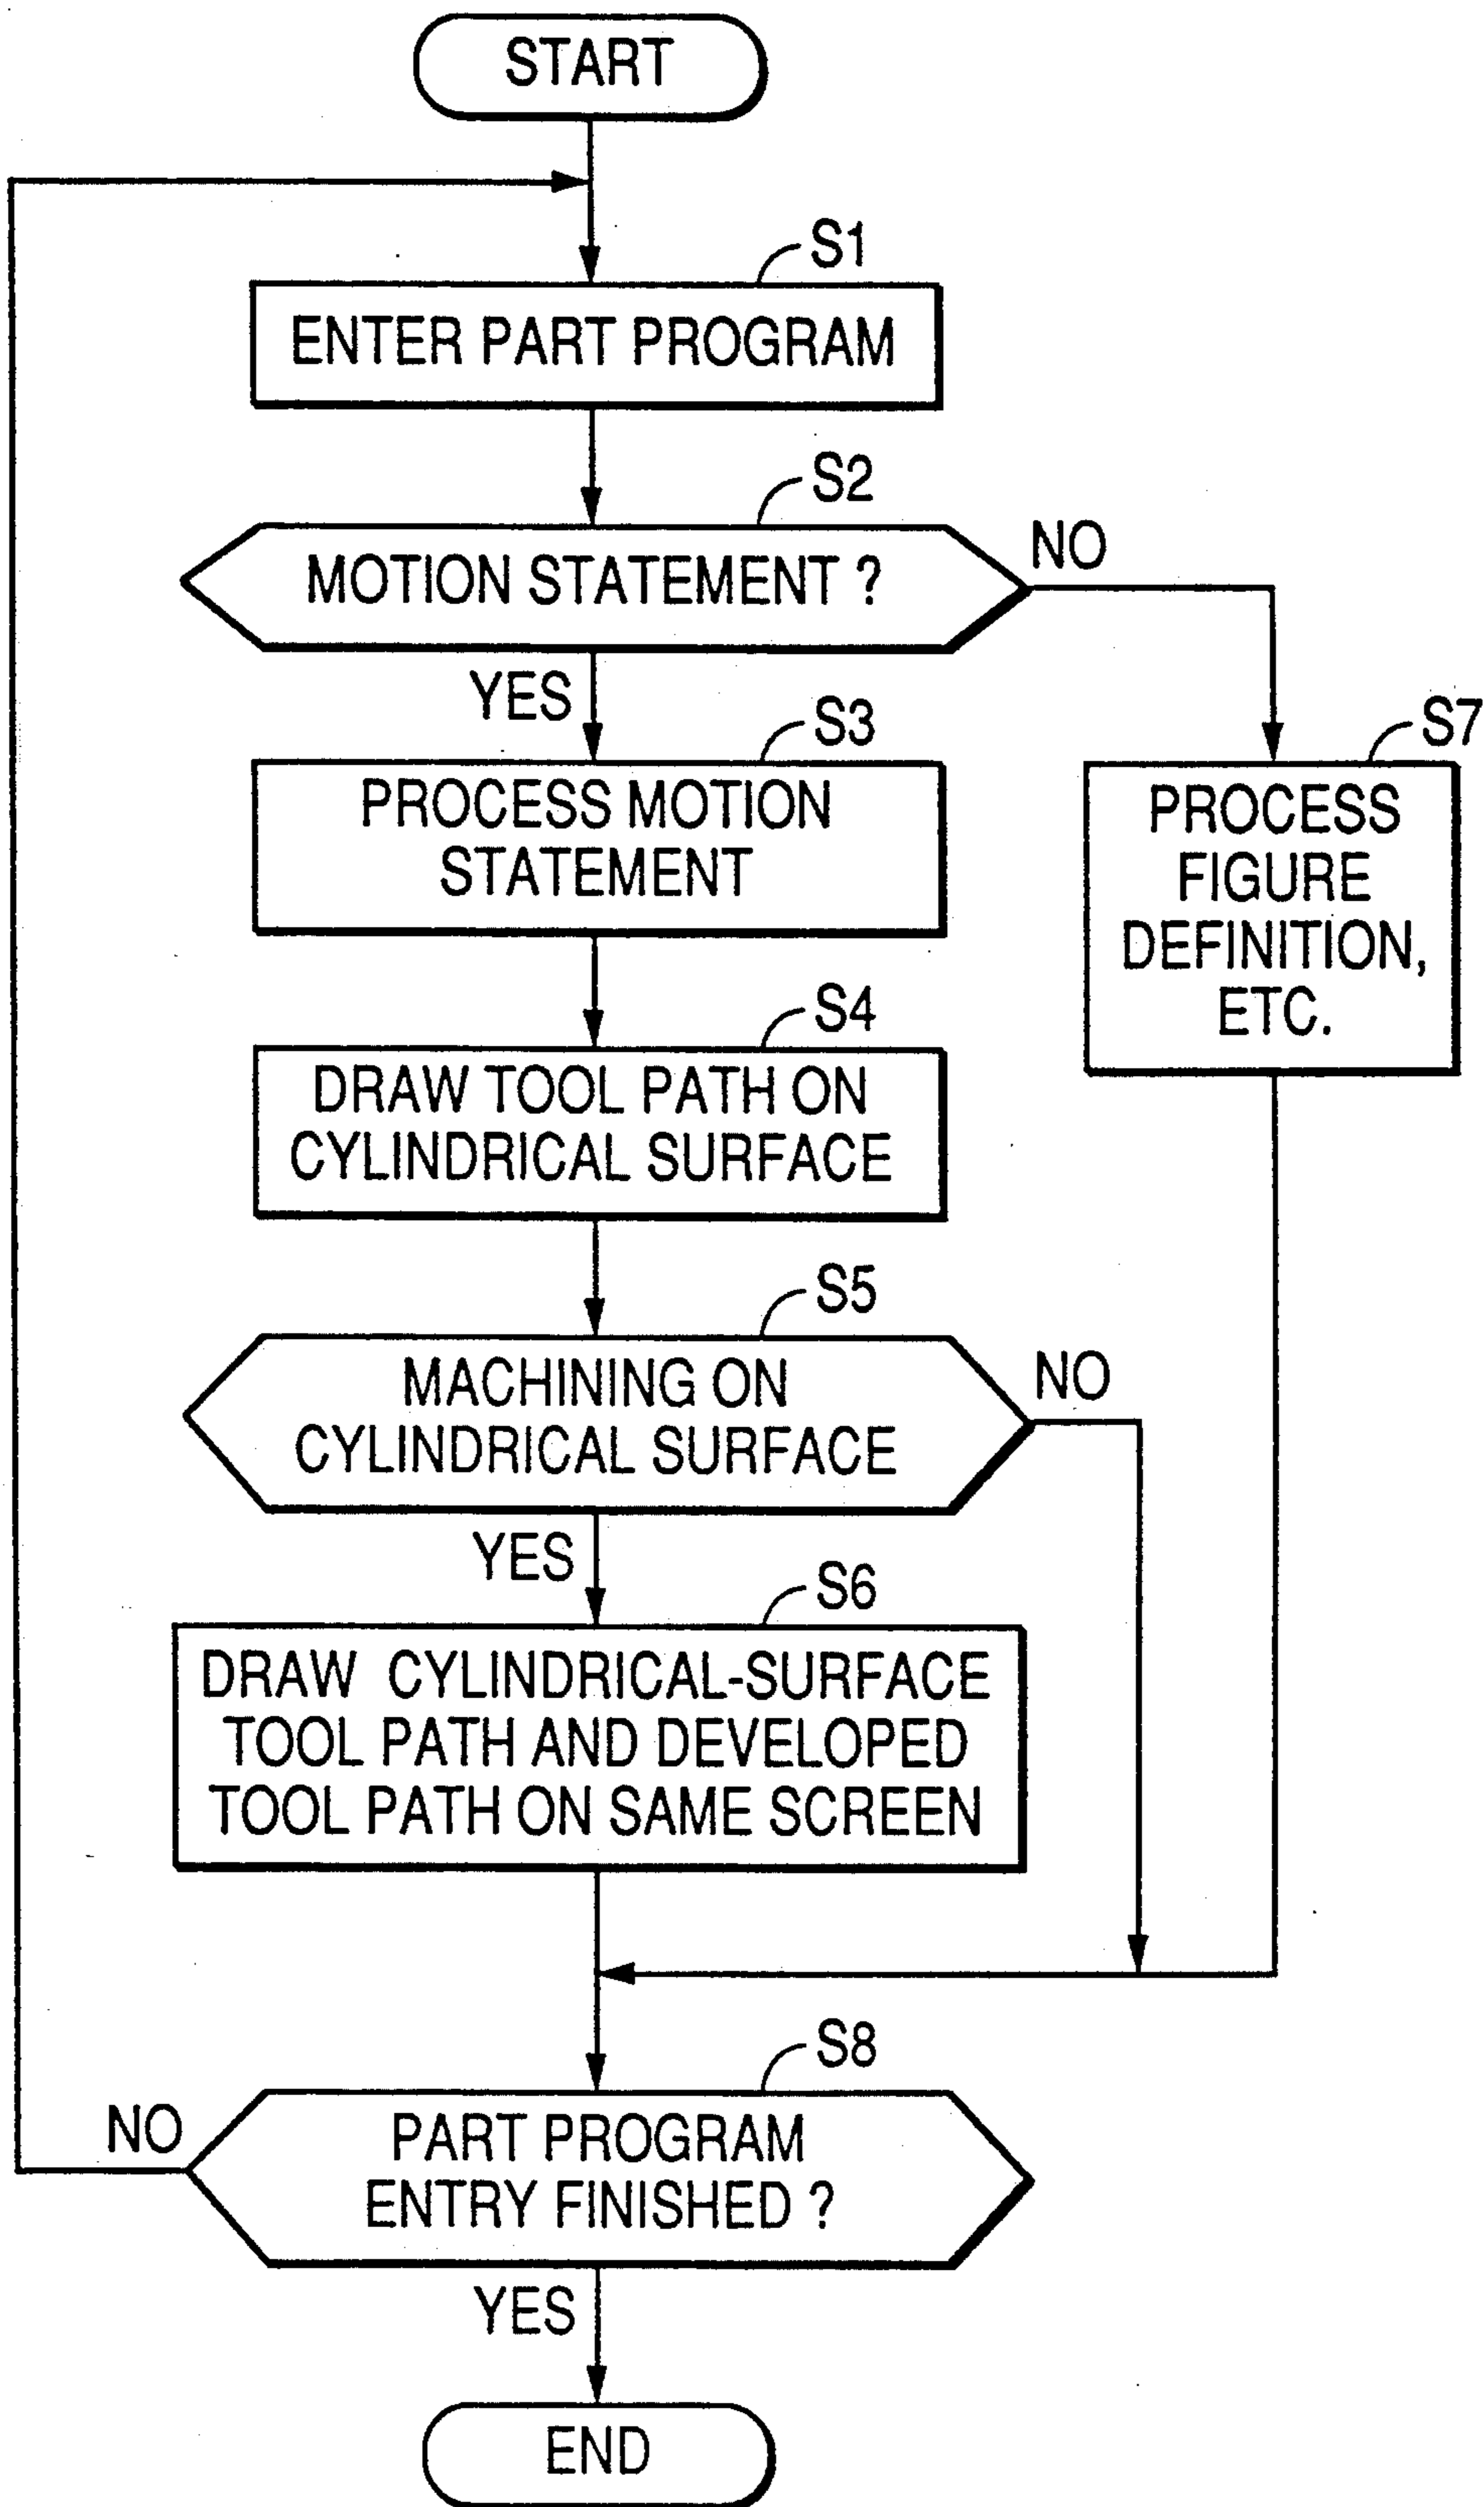 START
S1
ENTER PART PROGRAM
S2
MOTION STATEMENT ?
NO
YES
S3
PROCESS MOTION
STATEMENT
S7
PROCESS
FIGURE
DEFINITION,
ETC.
S4
DRAW TOOL PATH ON
CYLINDRICAL SURFACE
S5
MACHINING ON
CYLINDRICAL SURFACE
NO
YES
S6
DRAW CYLINDRICAL-SURFACE
TOOL PATH AND DEVELOPED
TOOL PATH ON SAME SCREEN
S8
NO
PART PROGRAM
ENTRY FINISHED ?
YES
END